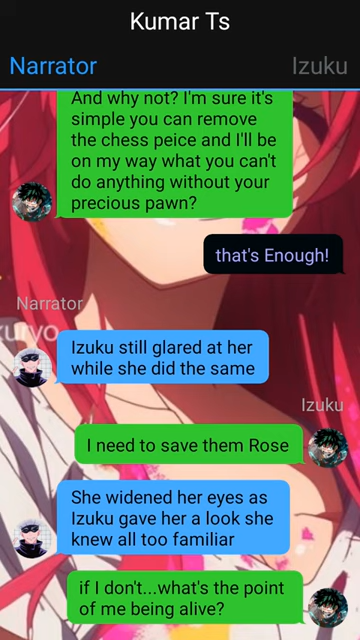 Kumar Ts
Narrator
Izuku
And why not? I'm sure it's
simple you can remove
the chess peice and I'll be
on my way what you can't
do anything without your
precious pawn?
that's Enough!
Narrator
kuryo
Izuku still glared at her
while she did the same
Izuku
I need to save them Rose
She widened her eyes as
Izuku gave her a look she
knew all too familiar
if I don't...what's the point
of me being alive?